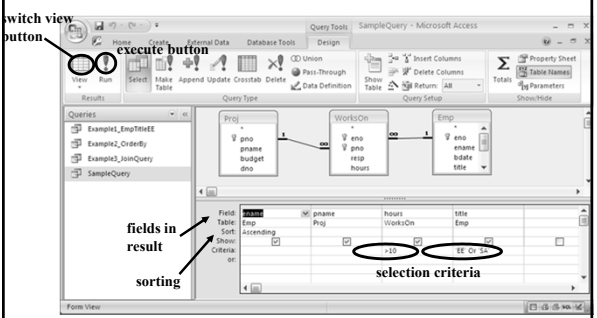 switch view
button
execute button
Query Tools
SampleQuery - Microsoft Access
Home Create External Data Database Tools Design
View Run Select Make Table Append Update Crosstab Delete
Union
Pass-Through
Data Definition
Show Table
Insert Columns
Delete Columns
Return: All
Totals
Property Sheet
Table Names
Parameters
Results Query Type Query Setup Show/Hide
Queries
Example1_EmpTitleEE
Example2_OrderBy
Example3_JoinQuery
SampleQuery
Proj
*
pno
pname
budget
dno
1
∞
WorksOn
*
eno
pno
resp
hours
∞
1
Emp
*
eno
ename
bdate
title
fields in
result
sorting
Field: ename pname hours title
Table: Emp Proj WorksOn Emp
Sort: Ascending
Show:
Criteria: >10 'EE' Or 'SA'
or:
selection criteria
Form View